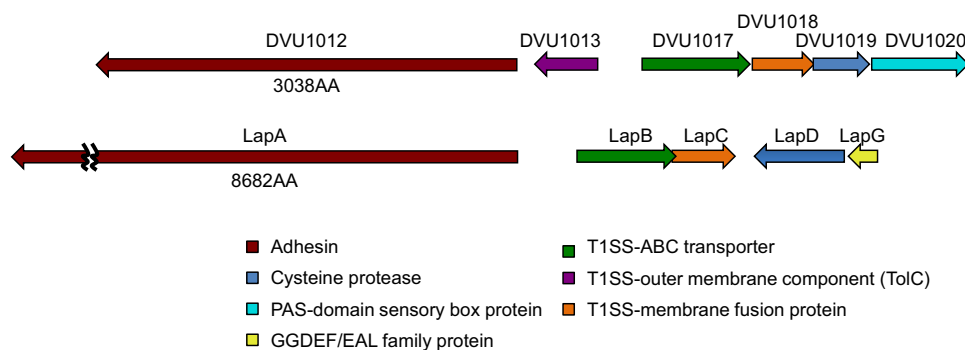 DVU1018
DVU1012 DVU1013 DVU1017 DVU1019 DVU1020
3038AA
LapA LapB LapC LapD LapG
8682AA
Adhesin T1SS-ABC transporter
Cysteine protease T1SS-outer membrane component (TolC)
PAS-domain sensory box protein T1SS-membrane fusion protein
GGDEF/EAL family protein